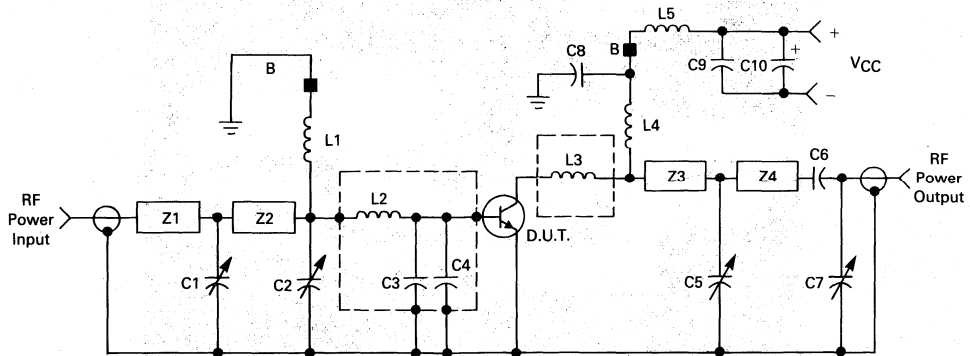 L5
B
C8
B
C9
+
C10
+
VCC
−
L1
L4
L2
L3
Z3
Z4
C6
RF
Power
Output
RF
Power
Input
Z1
Z2
D.U.T.
C1
C2
C3
C4
C5
C7